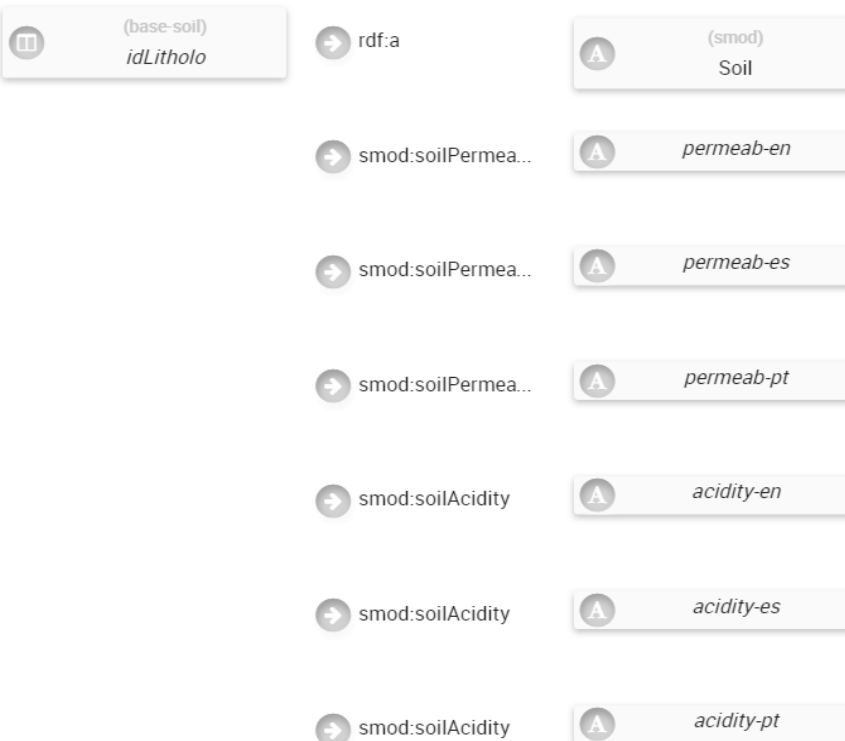 (base-soil)
idLitholo
rdf:a
(smod)
Soil
smod:soilPermea...
permeab-en
smod:soilPermea...
permeab-es
smod:soilPermea...
permeab-pt
smod:soilAcidity
acidity-en
smod:soilAcidity
acidity-es
smod:soilAcidity
acidity-pt